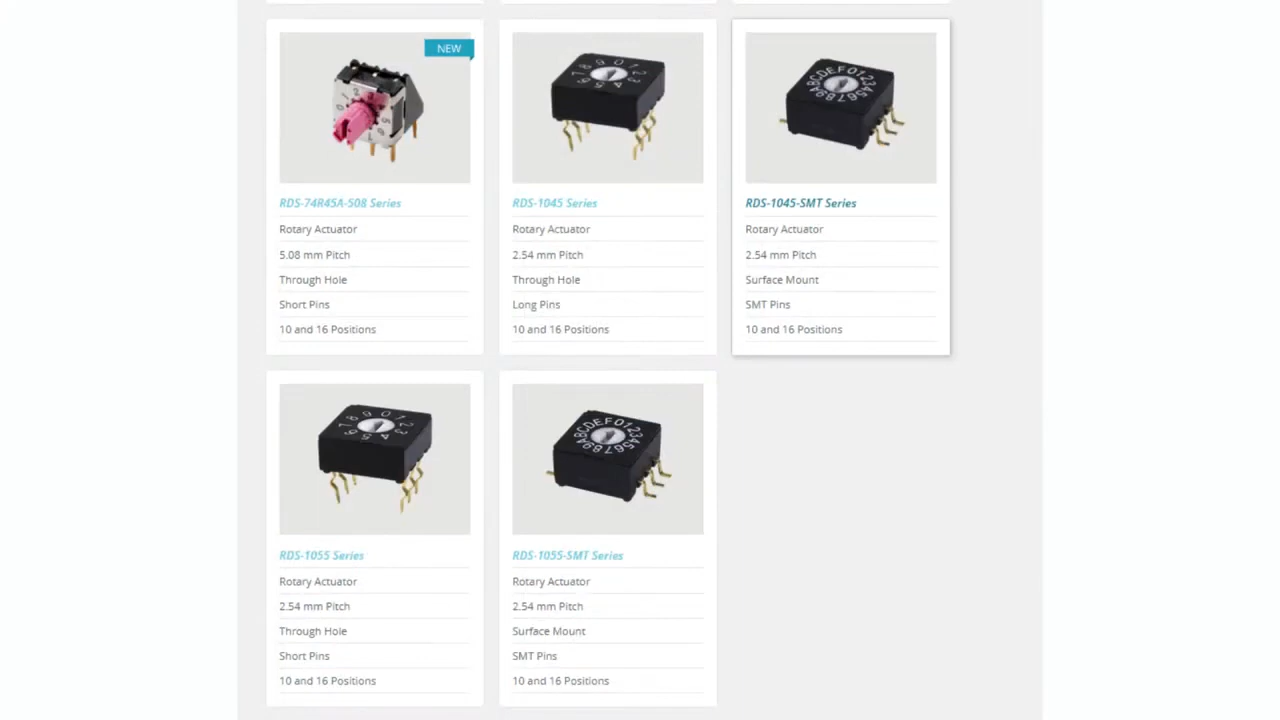 NEW
RDS-74R45A-508 Series
Rotary Actuator
5.08 mm Pitch
Through Hole
Short Pins
10 and 16 Positions
RDS-1045 Series
Rotary Actuator
2.54 mm Pitch
Through Hole
Long Pins
10 and 16 Positions
RDS-1045-SMT Series
Rotary Actuator
2.54 mm Pitch
Surface Mount
SMT Pins
10 and 16 Positions
RDS-1055 Series
Rotary Actuator
2.54 mm Pitch
Through Hole
Short Pins
10 and 16 Positions
RDS-1055-SMT Series
Rotary Actuator
2.54 mm Pitch
Surface Mount
SMT Pins
10 and 16 Positions